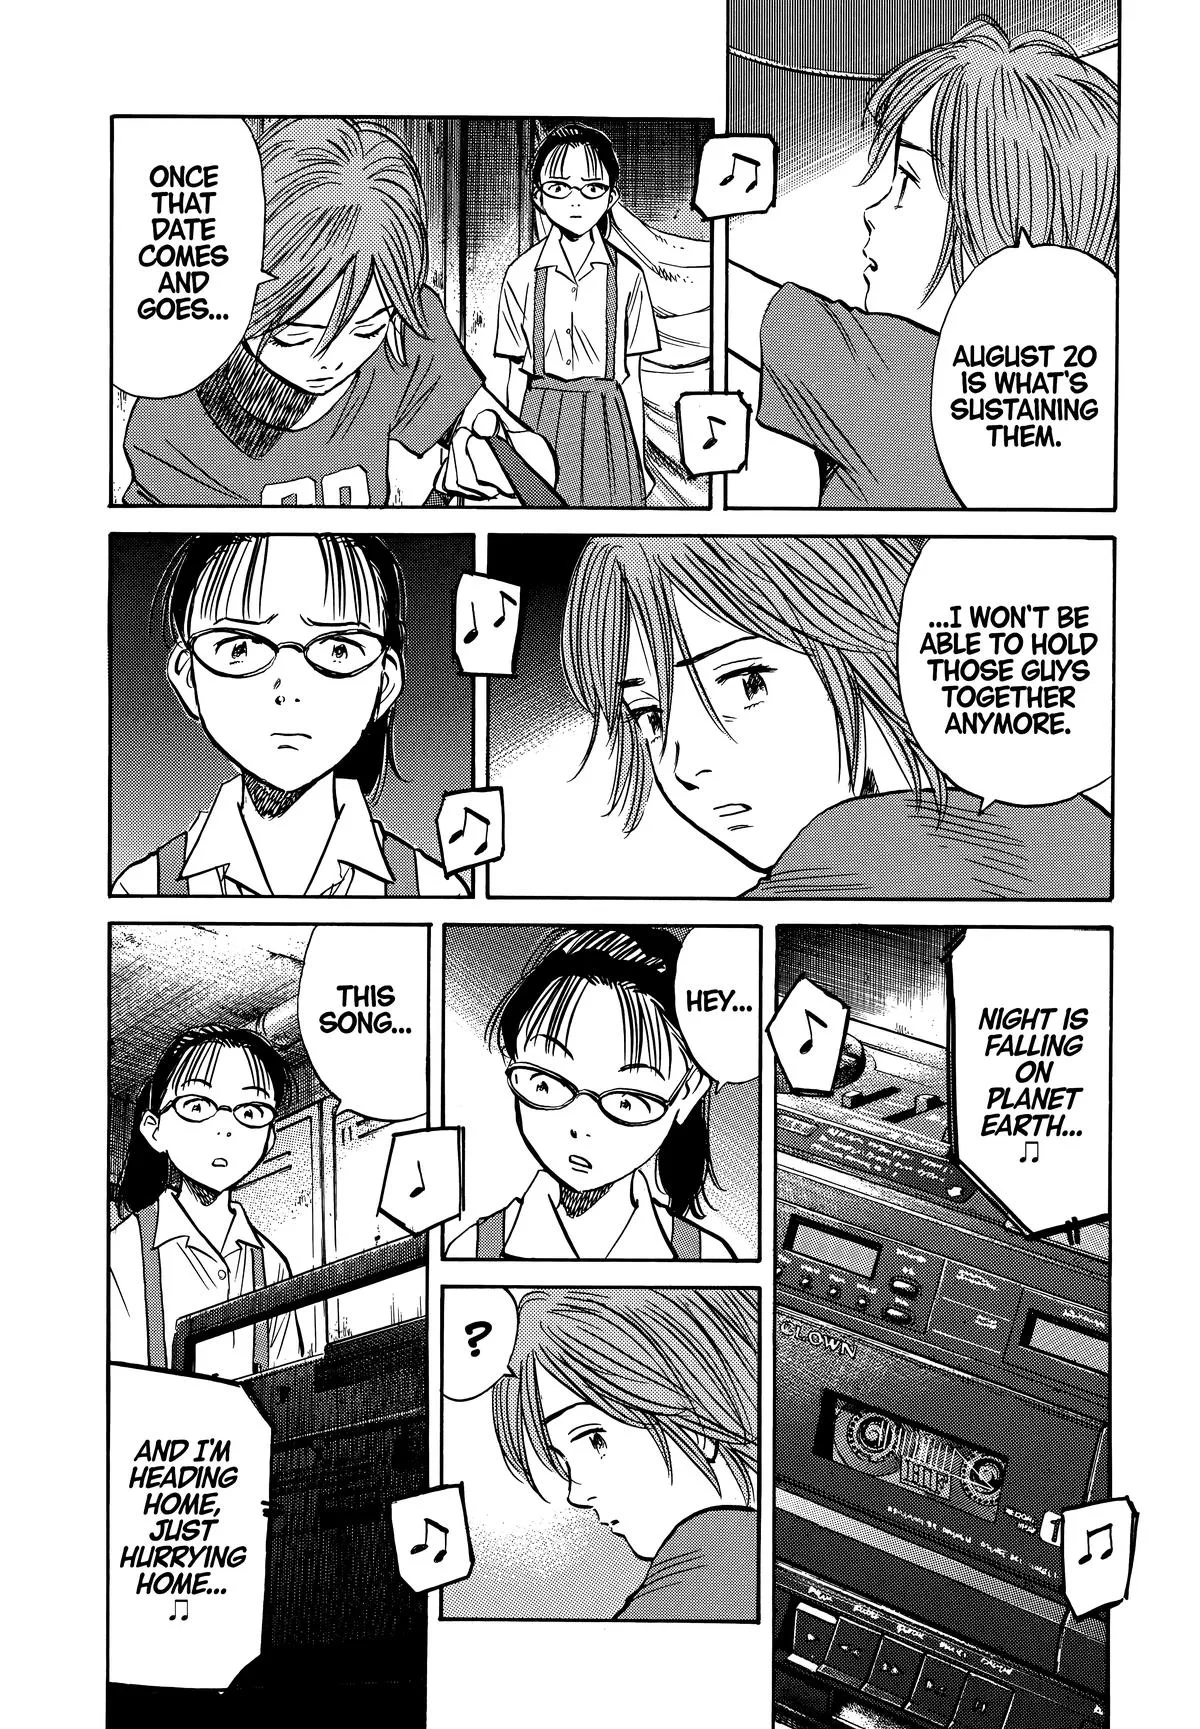 AUGUST 20
IS WHAT'S
SUSTAINING
THEM.
ONCE
THAT
DATE
COMES
AND
GOES...
...I WON'T BE
ABLE TO HOLD
THOSE GUYS
TOGETHER
ANYMORE.
NIGHT IS
FALLING
ON
PLANET
EARTH...
♫
CLOWN
1
HEY...
?
THIS
SONG...
AND I'M
HEADING
HOME,
JUST
HURRYING
HOME...
♫